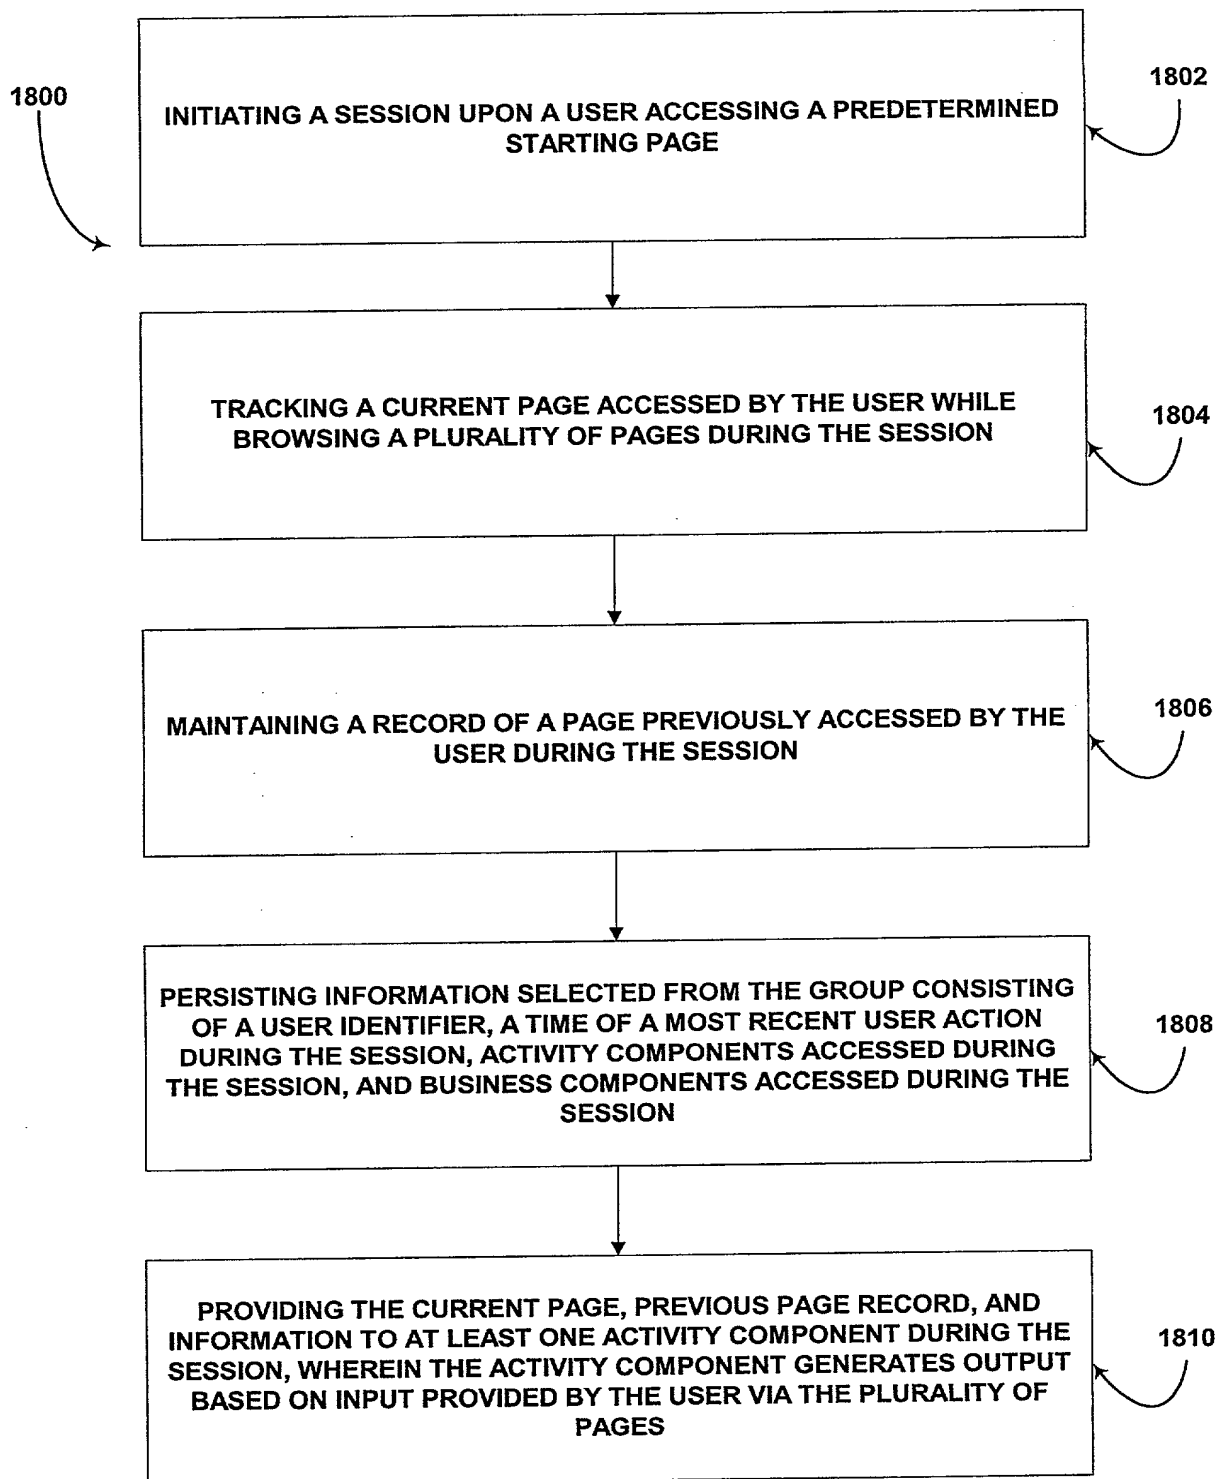 1800
1802
INITIATING A SESSION UPON A USER ACCESSING A PREDETERMINED
STARTING PAGE
TRACKING A CURRENT PAGE ACCESSED BY THE USER WHILE
BROWSING A PLURALITY OF PAGES DURING THE SESSION
1804
MAINTAINING A RECORD OF A PAGE PREVIOUSLY ACCESSED BY THE
USER DURING THE SESSION
1806
PERSISTING INFORMATION SELECTED FROM THE GROUP CONSISTING
OF A USER IDENTIFIER, A TIME OF A MOST RECENT USER ACTION
DURING THE SESSION, ACTIVITY COMPONENTS ACCESSED DURING
THE SESSION, AND BUSINESS COMPONENTS ACCESSED DURING THE
SESSION
1808
PROVIDING THE CURRENT PAGE, PREVIOUS PAGE RECORD, AND
INFORMATION TO AT LEAST ONE ACTIVITY COMPONENT DURING THE
SESSION, WHEREIN THE ACTIVITY COMPONENT GENERATES OUTPUT
BASED ON INPUT PROVIDED BY THE USER VIA THE PLURALITY OF
PAGES
1810